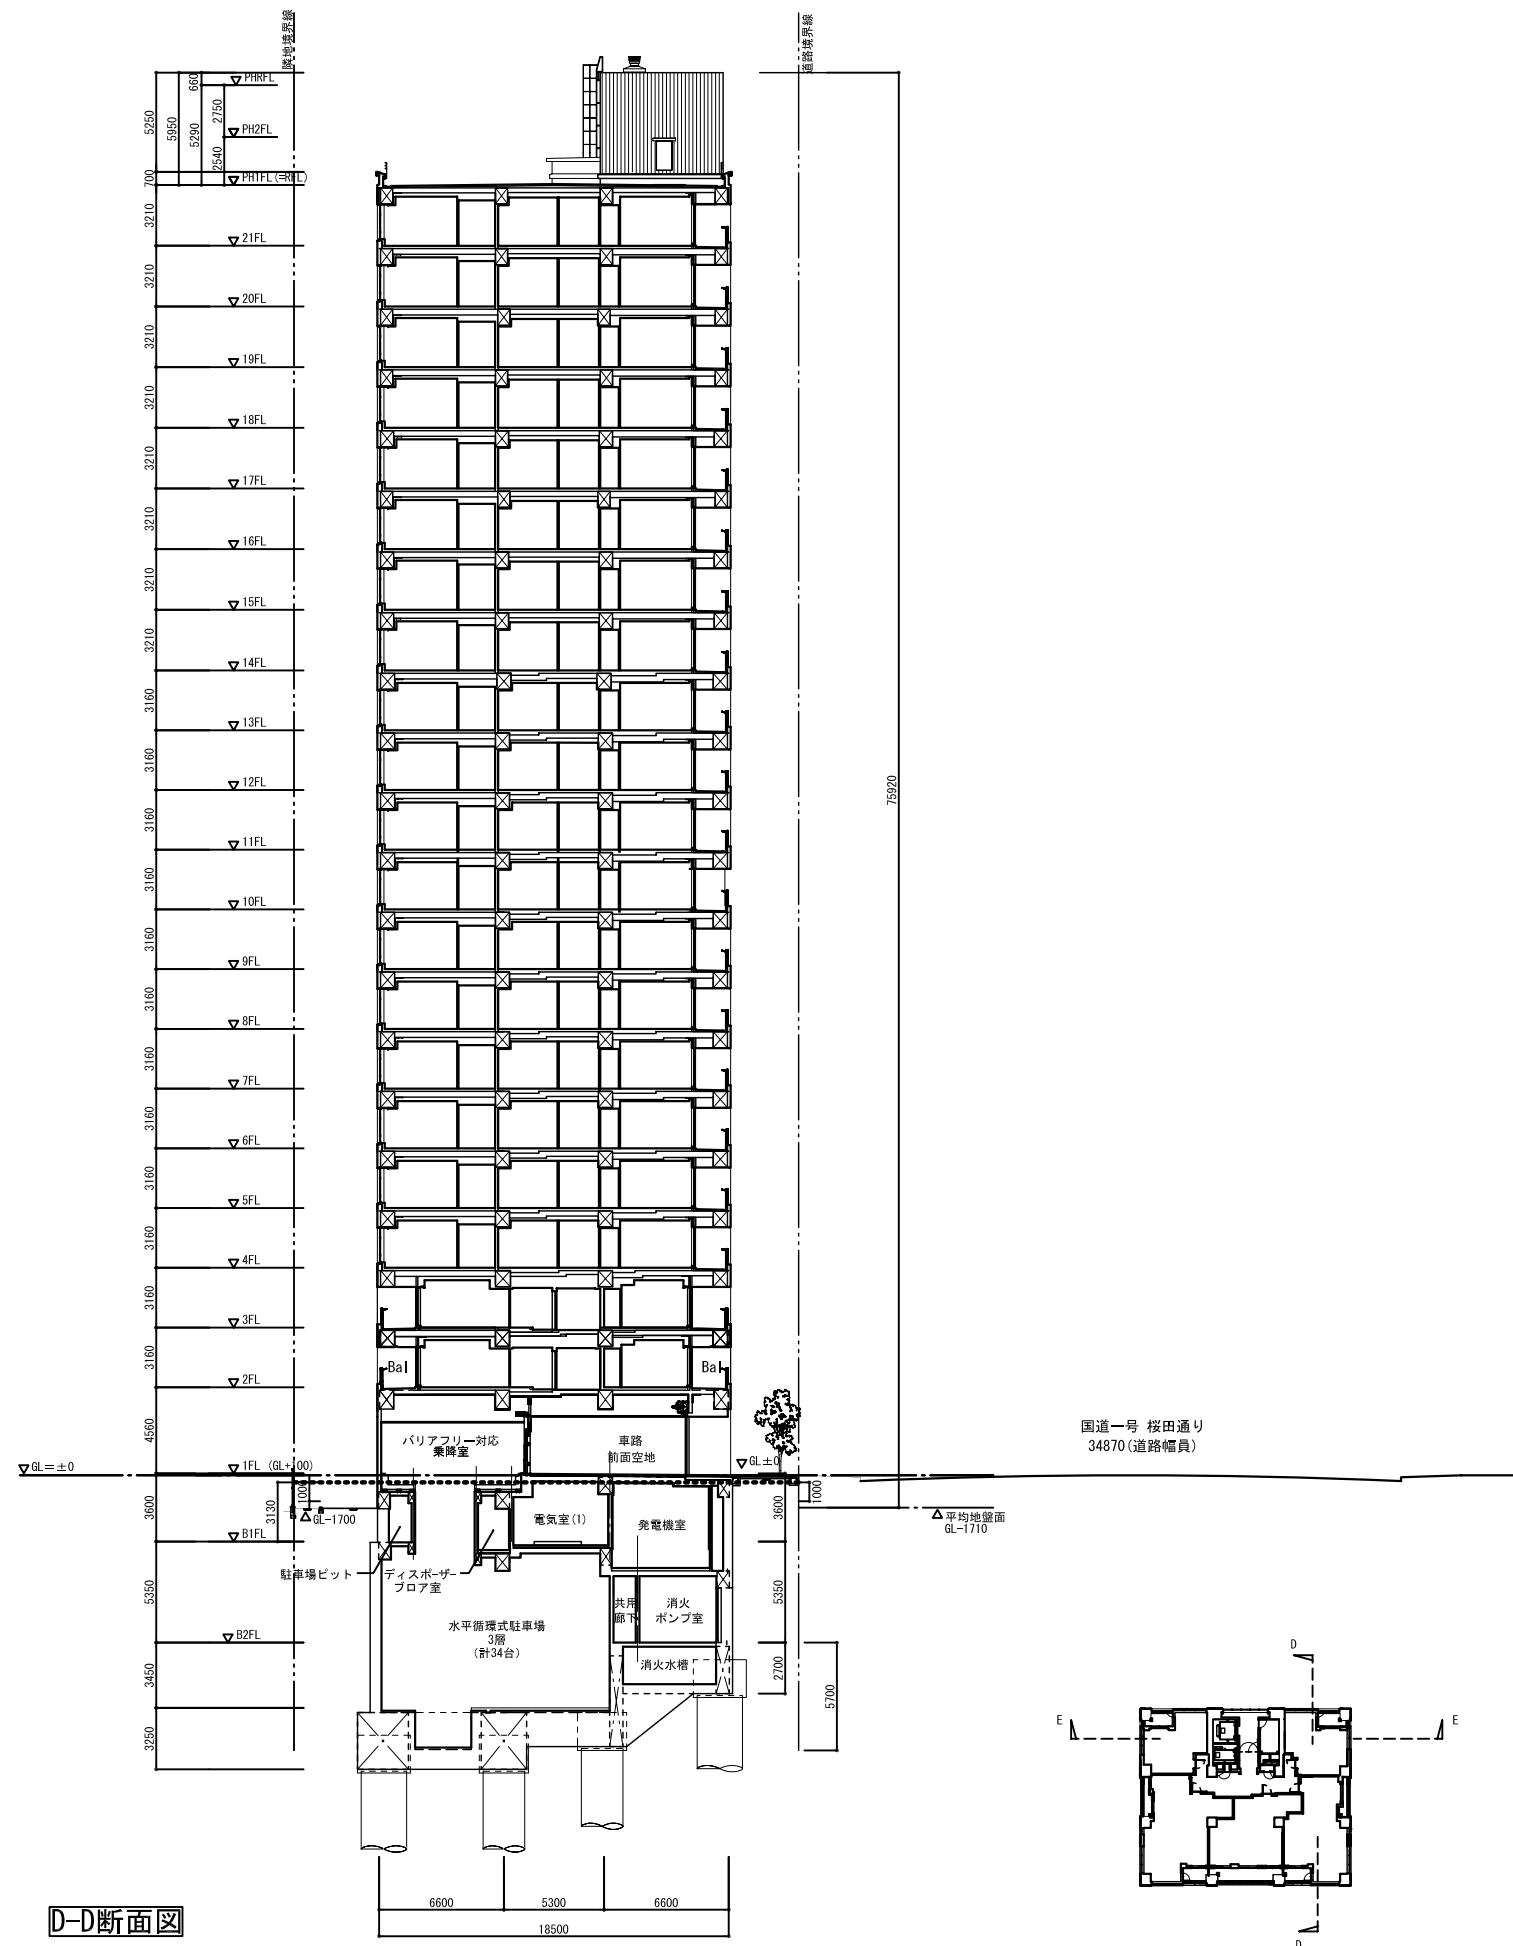 隣地境界線
道路境界線
PHRFL
PH2FL
PH1FL(=RFL)
660
2750
5250
5950
5290
2540
700
21FL
3210
20FL
3210
19FL
3210
18FL
3210
17FL
3210
16FL
3210
15FL
3210
14FL
3210
13FL
3160
12FL
3160
11FL
3160
10FL
3160
9FL
3160
8FL
3160
7FL
3160
6FL
3160
5FL
3160
4FL
3160
3FL
3160
2FL
3160
4560
75920
Bal
Bal
バリアフリー対応
乗降室
車路
前面空地
国道一号 桜田通り
34870(道路幅員)
GL=±0
1FL (GL+100)
GL±0
3600
3130
1000
GL-1700
3600
1000
平均地盤面
GL-1710
B1FL
電気室(1)
発電機室
駐車場ピット
ディスポーザー
ブロア室
5350
5350
共用
廊下
消火
ポンプ室
水平循環式駐車場
3層
(計34台)
B2FL
消火水槽
3450
2700
5700
3250
D
E
E
D
6600
5300
6600
18500
D-D断面図